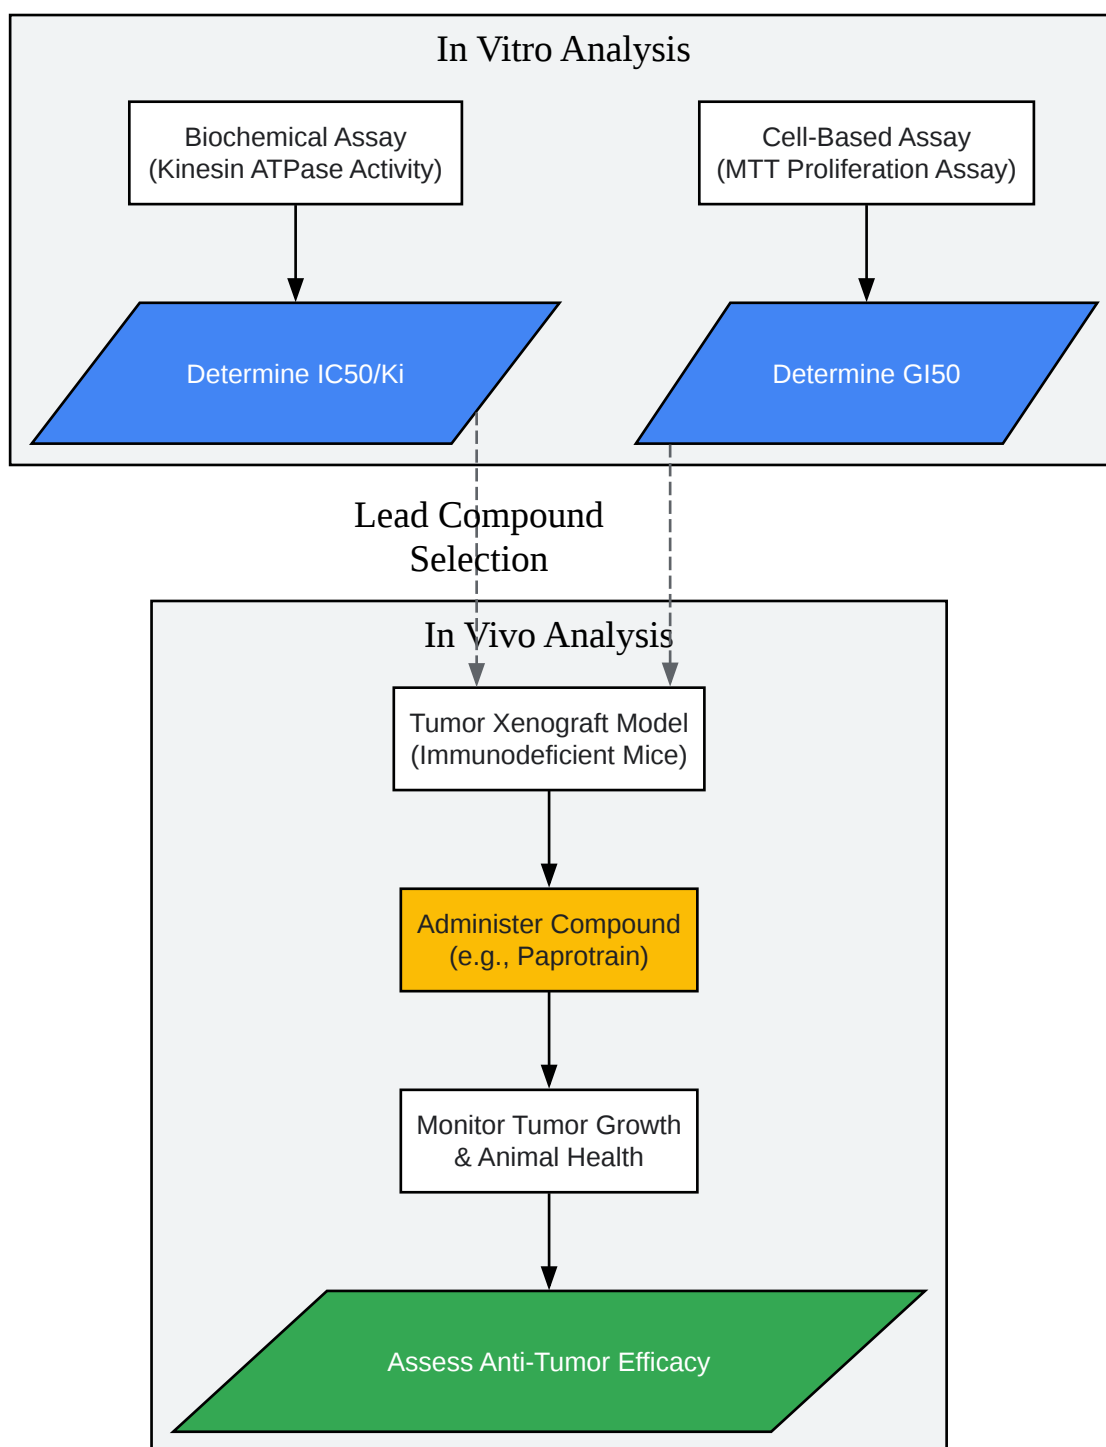 In Vitro Analysis
Biochemical Assay
(Kinesin ATPase Activity)
Cell-Based Assay
(MTT Proliferation Assay)
Determine IC50/Ki
Determine GI50
Lead Compound
Selection
In Vivo Analysis
Tumor Xenograft Model
(Immunodeficient Mice)
Administer Compound
(e.g., Paprotrain)
Monitor Tumor Growth
& Animal Health
Assess Anti-Tumor Efficacy